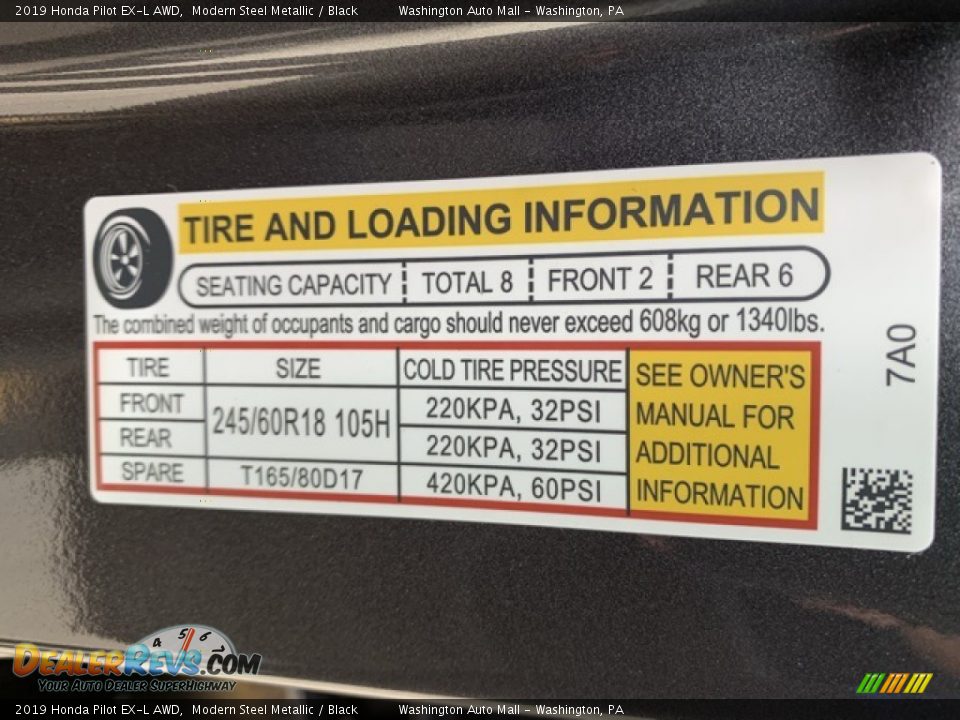 2019 Honda Pilot EX-L AWD, Modern Steel Metallic / Black Washington Auto Mall - Washington, PA
TIRE AND LOADING INFORMATION
SEATING CAPACITY TOTAL 8 FRONT 2 REAR 6
The combined weight of occupants and cargo should never exceed 608kg or 1340lbs.
TIRE SIZE COLD TIRE PRESSURE
FRONT 245/60R18 105H 220KPA, 32PSI
REAR 220KPA, 32PSI
SPARE T165/80D17 420KPA, 60PSI
SEE OWNER'S
MANUAL FOR
ADDITIONAL
INFORMATION
7A0
4 5 6
DEALERREVS.COM
YOUR AUTO DEALER SUPERHIGHWAY
2019 Honda Pilot EX-L AWD, Modern Steel Metallic / Black Washington Auto Mall - Washington, PA